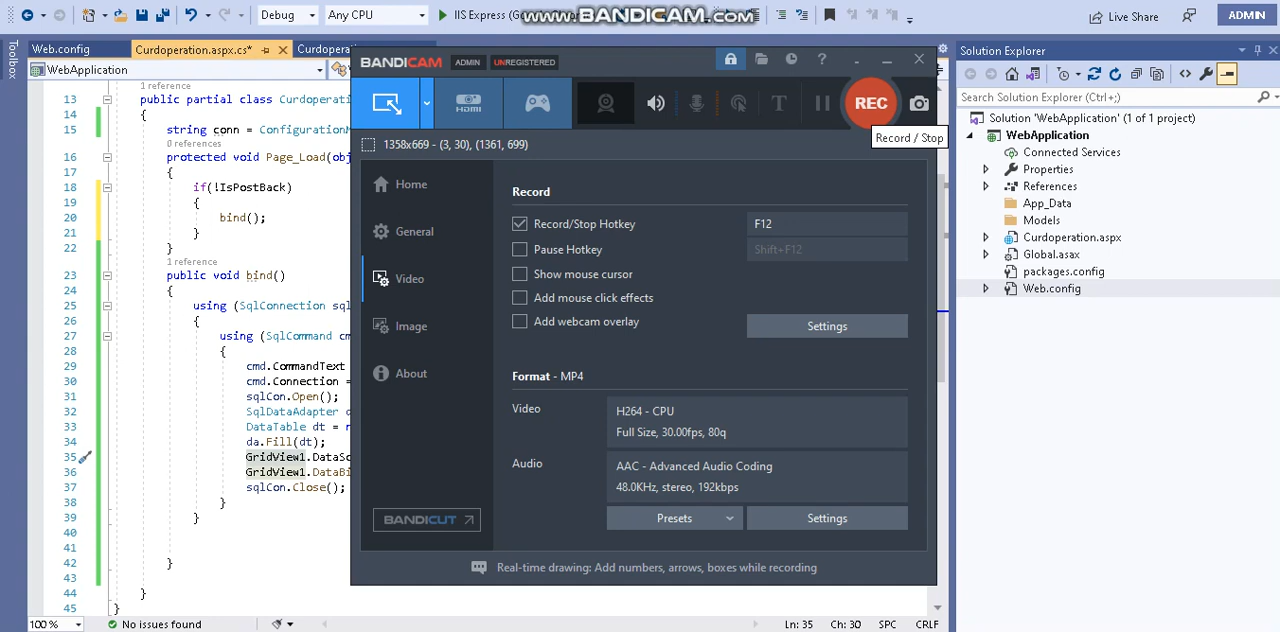 Debug
Any CPU
IIS Express (G
www.BANDICAM.com
Live Share
ADMIN
Toolbox
Web.config
Curdoperation.aspx.cs*
Curdoperatio
WebApplication
1 reference
13 public partial class Curdoper
14 {
15 string conn = ConfigurationM
0 references
16 protected void Page_Load(obj
17 {
18 if(!IsPostBack)
19 {
20 bind();
21 }
22 }
1 reference
23 public void bind()
24 {
25 using (SqlConnection sql
26 {
27 using (SqlCommand cm
28 {
29 cmd.CommandText
30 cmd.Connection =
31 sqlCon.Open();
32 SqlDataAdapter d
33 DataTable dt = n
34 da.Fill(dt);
35 GridView1.DataSo
36 GridView1.DataBi
37 sqlCon.Close();
38 }
39 }
40
41
42 }
43
44 }
45 }
100 %
No issues found
Ln: 35
Ch: 30
SPC
CRLF
BANDICAM
ADMIN
UNREGISTERED
HDMI
REC
Record / Stop
1358x669 - (3, 30), (1361, 699)
Home
General
Video
Image
About
BANDICUT
Record
Record/Stop Hotkey
F12
Pause Hotkey
Shift+F12
Show mouse cursor
Add mouse click effects
Add webcam overlay
Settings
Format - MP4
Video
H264 - CPU
Full Size, 30.00fps, 80q
Audio
AAC - Advanced Audio Coding
48.0KHz, stereo, 192kbps
Presets
Settings
Real-time drawing: Add numbers, arrows, boxes while recording
Solution Explorer
Search Solution Explorer (Ctrl+;)
Solution 'WebApplication' (1 of 1 project)
WebApplication
Connected Services
Properties
References
App_Data
Models
Curdoperation.aspx
Global.asax
packages.config
Web.config